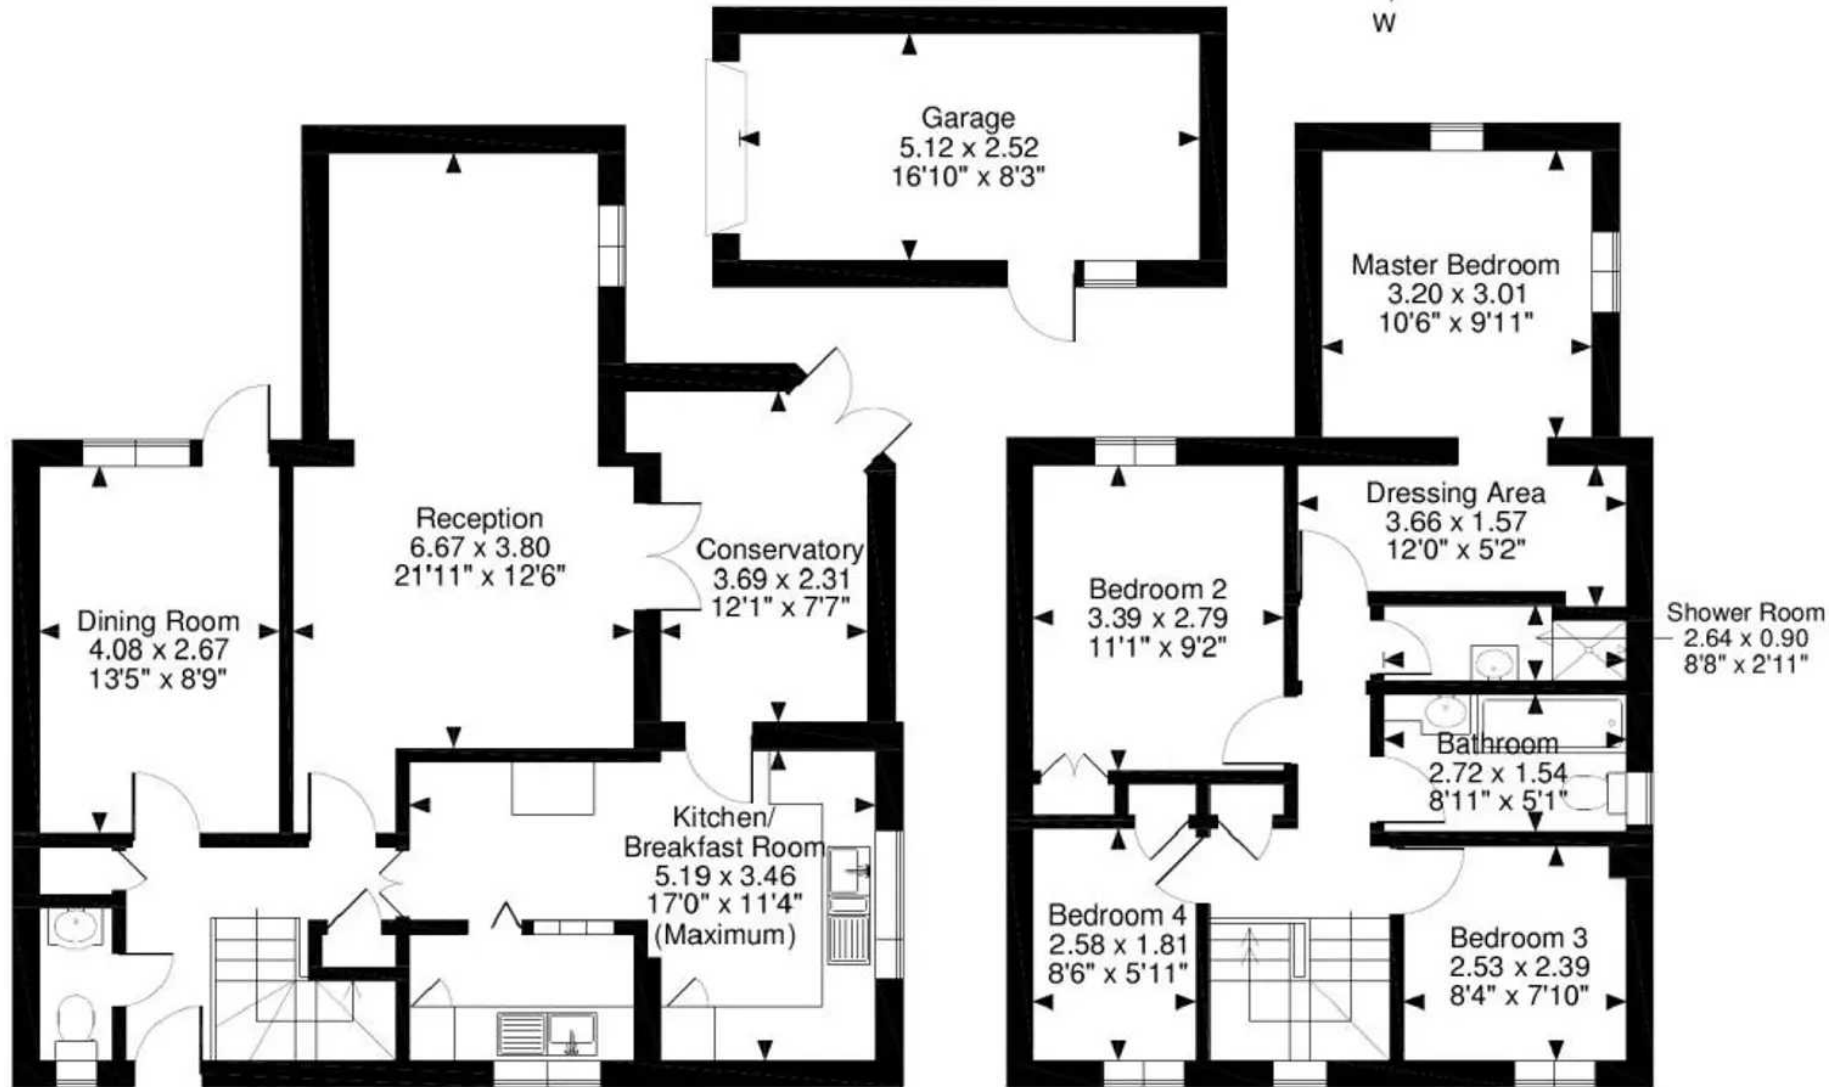 W
Garage
5.12 x 2.52
16'10" x 8'3"
Master Bedroom
3.20 x 3.01
10'6" x 9'11"
Reception
6.67 x 3.80
21'11" x 12'6"
Conservatory
3.69 x 2.31
12'1" x 7'7"
Dining Room
4.08 x 2.67
13'5" x 8'9"
Kitchen/
Breakfast Room
5.19 x 3.46
17'0" x 11'4"
(Maximum)
Dressing Area
3.66 x 1.57
12'0" x 5'2"
Bedroom 2
3.39 x 2.79
11'1" x 9'2"
Shower Room
2.64 x 0.90
8'8" x 2'11"
Bathroom
2.72 x 1.54
8'11" x 5'1"
Bedroom 4
2.58 x 1.81
8'6" x 5'11"
Bedroom 3
2.53 x 2.39
8'4" x 7'10"